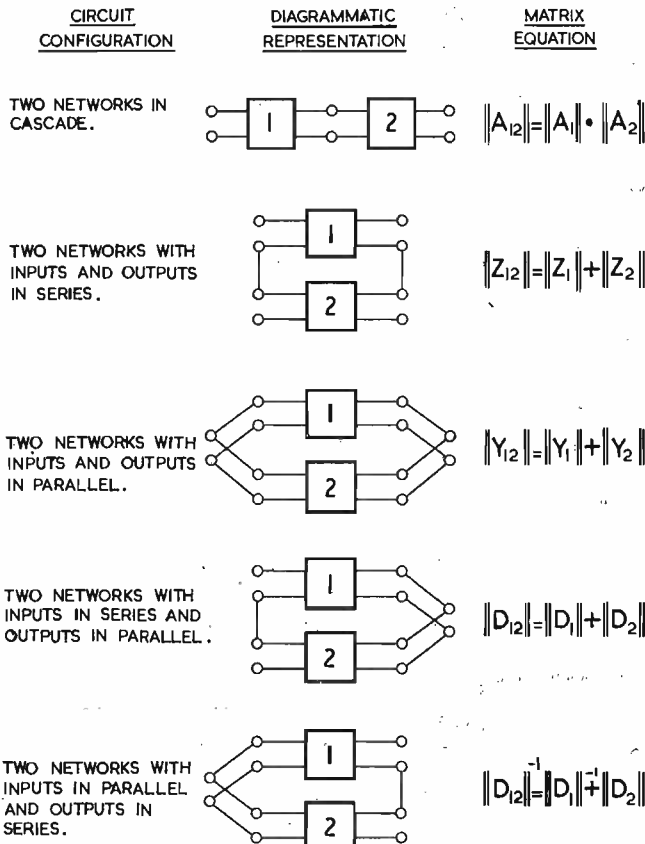 CIRCUIT CONFIGURATION
DIAGRAMMATIC REPRESENTATION
MATRIX EQUATION
TWO NETWORKS IN
CASCADE.
1 2
‖A₁₂‖=‖A₁‖•‖A₂‖
TWO NETWORKS WITH
INPUTS AND OUTPUTS
IN SERIES.
1
2
‖Z₁₂‖=‖Z₁‖+‖Z₂‖
TWO NETWORKS WITH
INPUTS AND OUTPUTS
IN PARALLEL.
1
2
‖Y₁₂‖=‖Y₁‖+‖Y₂‖
TWO NETWORKS WITH
INPUTS IN SERIES AND
OUTPUTS IN PARALLEL.
1
2
‖D₁₂‖=‖D₁‖+‖D₂‖
TWO NETWORKS WITH
INPUTS IN PARALLEL
AND OUTPUTS IN
SERIES.
1
2
‖D₁₂‖⁻¹=‖D₁‖⁻¹+‖D₂‖